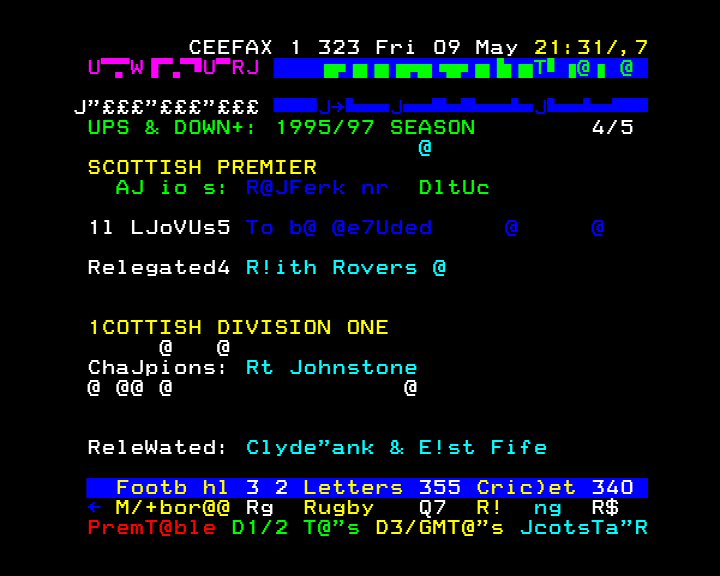 CEEFAX 1 323 Fri 09 May 21:31/,7
J”£££”£££”£££
UPS & DOWN+: 1995/97 SEASON 4/5
@
SCOTTISH PREMIER
AJ io s: R@JFerk nr DltUc
1l LJoVUs5 To b@ @e7Uded @ @
Relegated4 R!ith Rovers @
1COTTISH DIVISION ONE
@ @
ChaJpions: Rt Johnstone
@ @@ @ @
ReleWated: Clyde”ank & E!st Fife
Footb hl 3 2 Letters 355 Cric)et 340
← M/+bor@@ Rg Rugby Q7 R! ng R$
PremT@ble D1/2 T@”s D3/GMT@”s JcotsTa”R